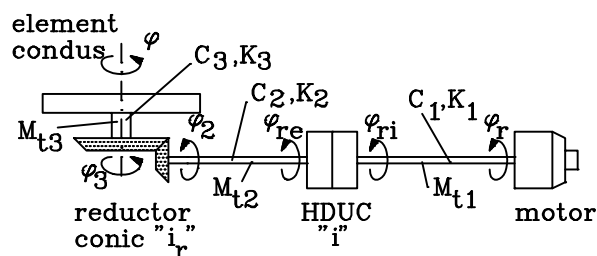 element
condus
φ
C₃,K₃
Mt3
φ₃
φ₂
C₂,K₂
φre
Mt2
φri
C₁,K₁
φr
Mt1
reductor
conic "ir"
HDUC
"i"
motor